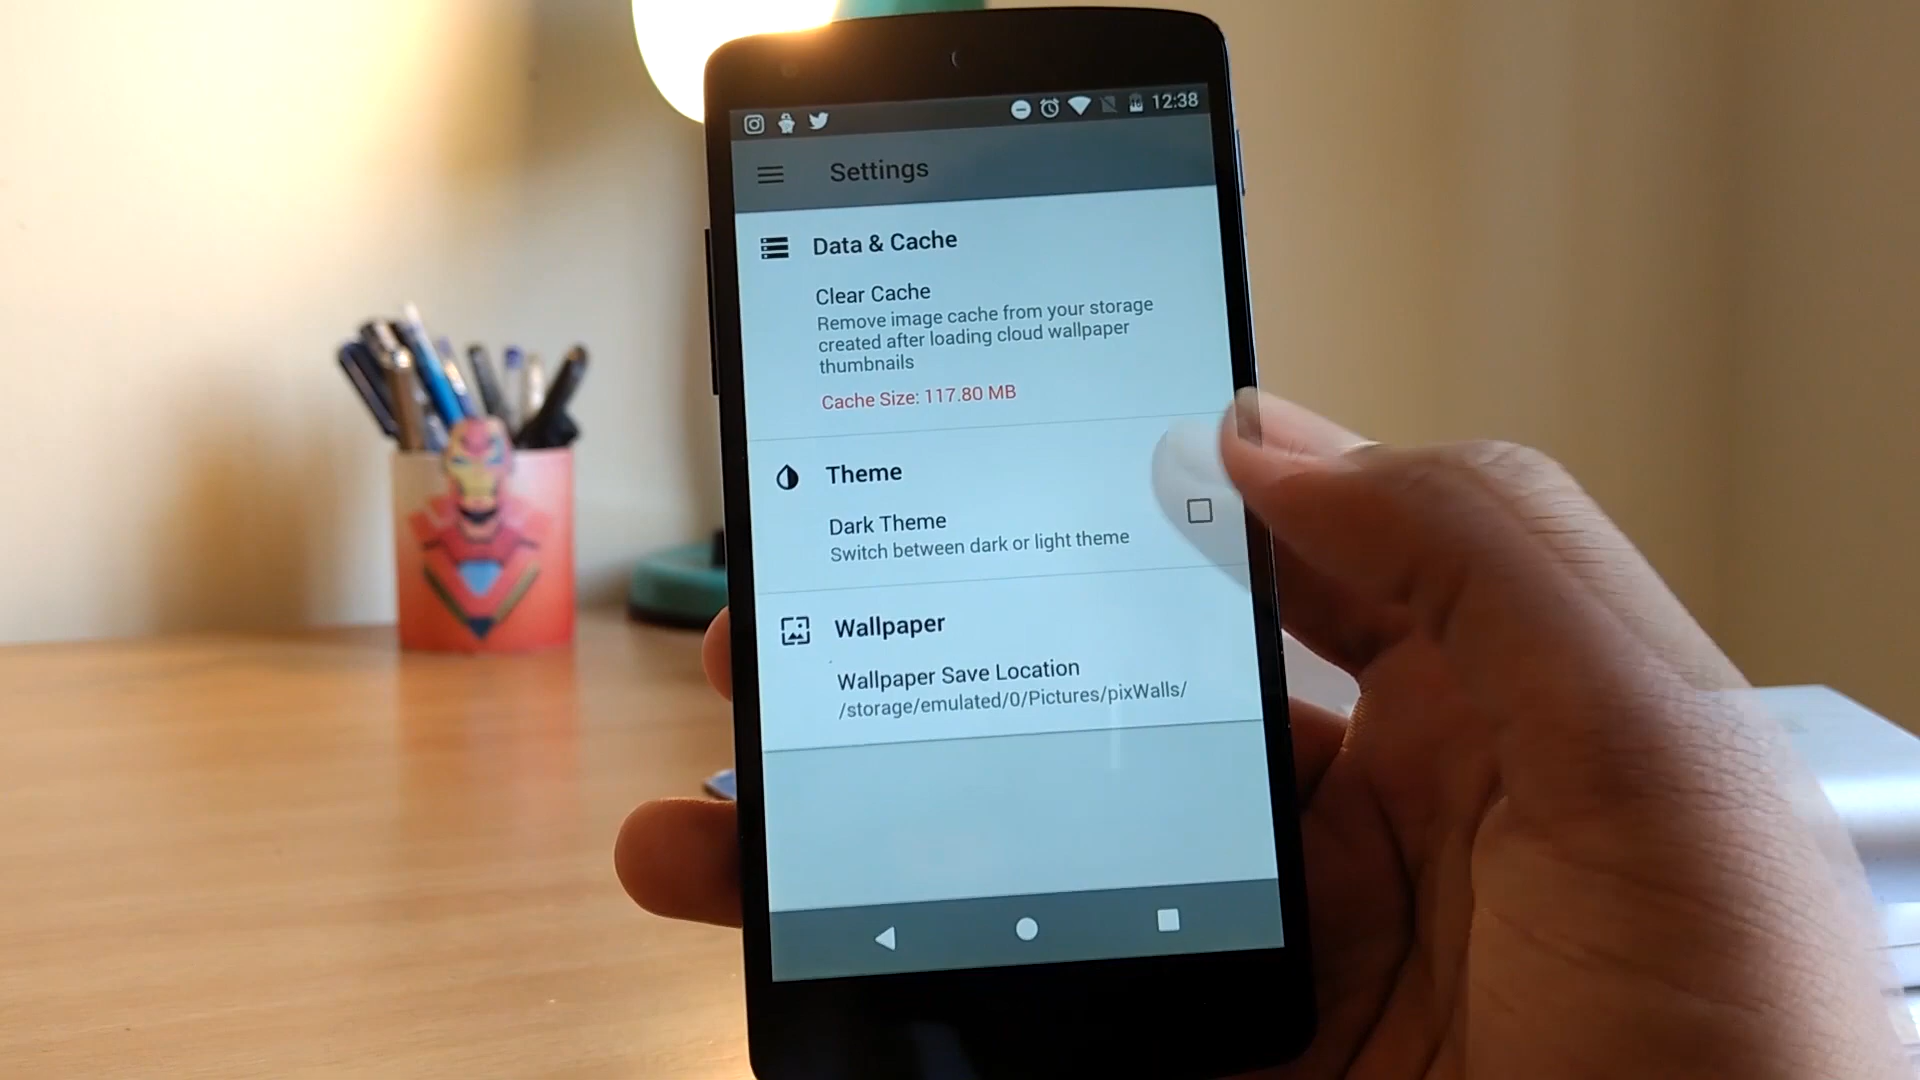 12:38
Settings
Data & Cache
Clear Cache
Remove image cache from your storage
created after loading cloud wallpaper
thumbnails
Cache Size: 117.80 MB
Theme
Dark Theme
Switch between dark or light theme
Wallpaper
Wallpaper Save Location
/storage/emulated/0/Pictures/pixWalls/